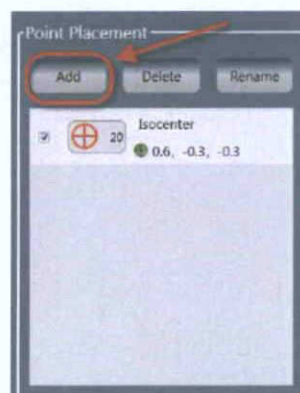 Point Placement
Add Delete Rename
20 Isocenter
0.6, -0.3, -0.3